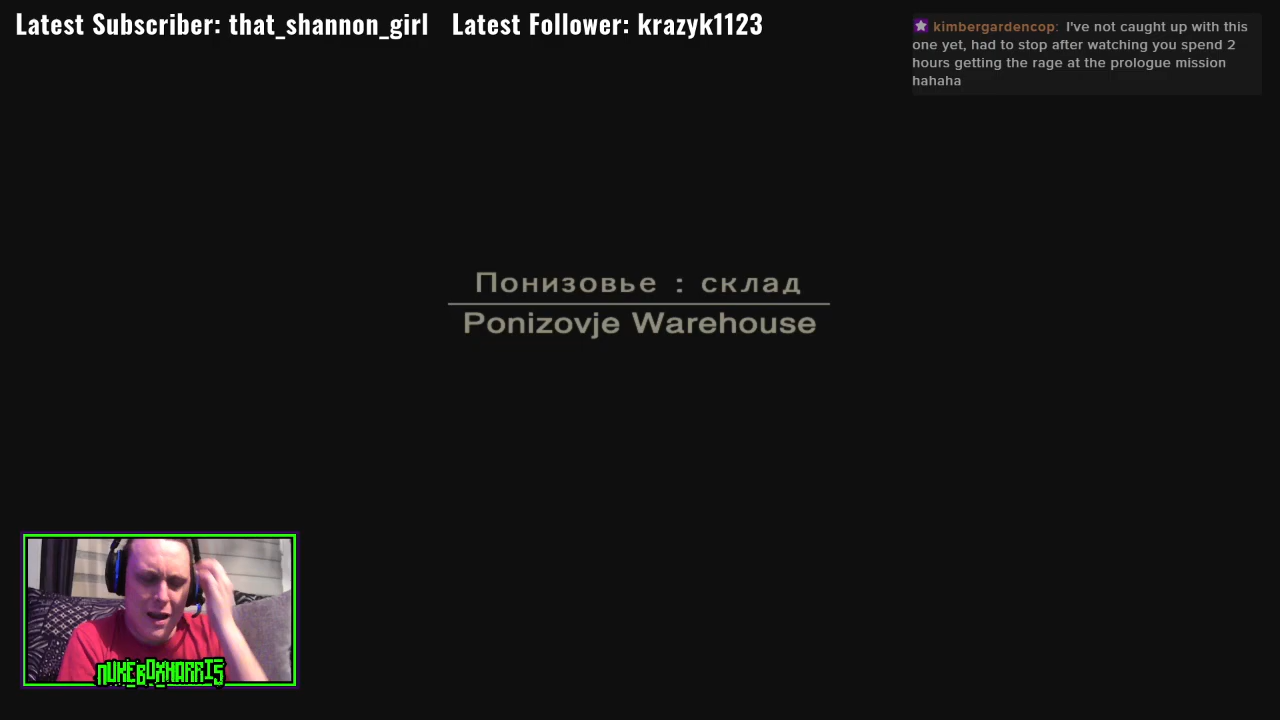 Latest Subscriber: that_shannon_girl Latest Follower: krazyk1123
kimbergardencop: I've not caught up with this
one yet, had to stop after watching you spend 2
hours getting the rage at the prologue mission
hahaha
Понизовье : склад
Ponizovje Warehouse
NUKEBOXHARRIS